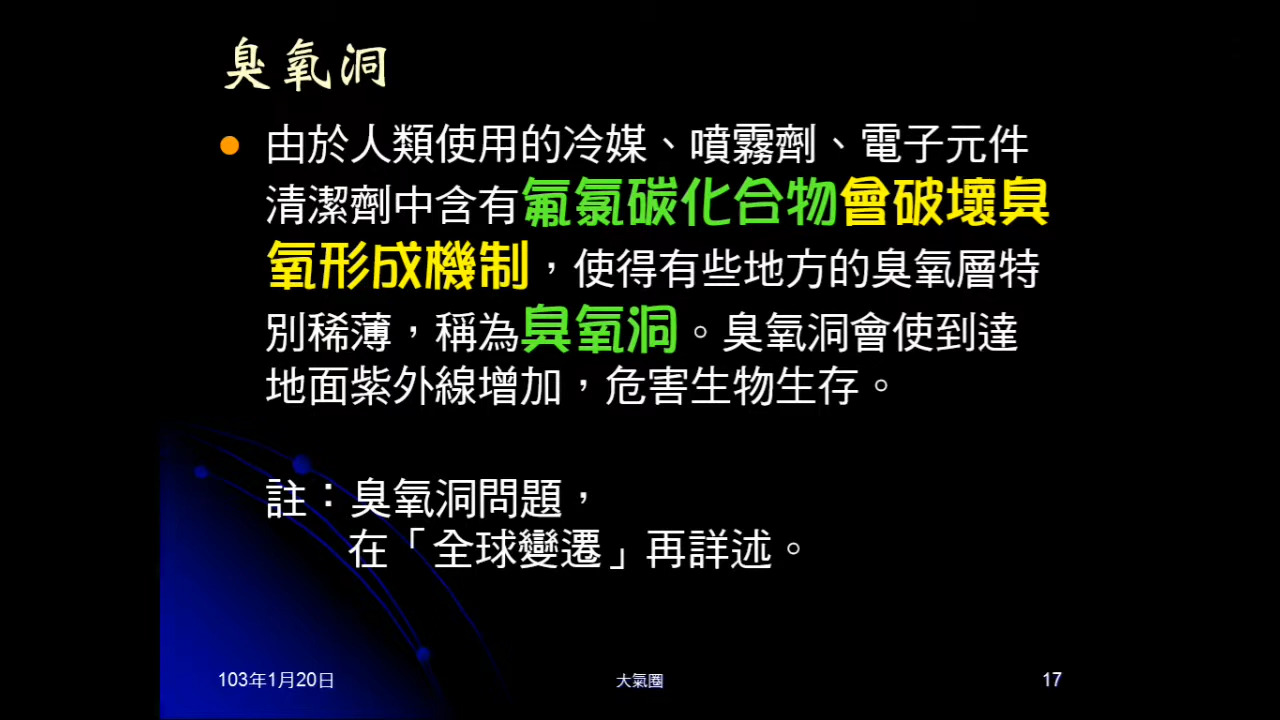 臭氧洞
由於人類使用的冷媒、噴霧劑、電子元件
清潔劑中含有氟氯碳化合物會破壞臭
氧形成機制，使得有些地方的臭氧層特
別稀薄，稱為臭氧洞。臭氧洞會使到達
地面紫外線增加，危害生物生存。
註：臭氧洞問題，
在「全球變遷」再詳述。
103年1月20日
大氣圈
17